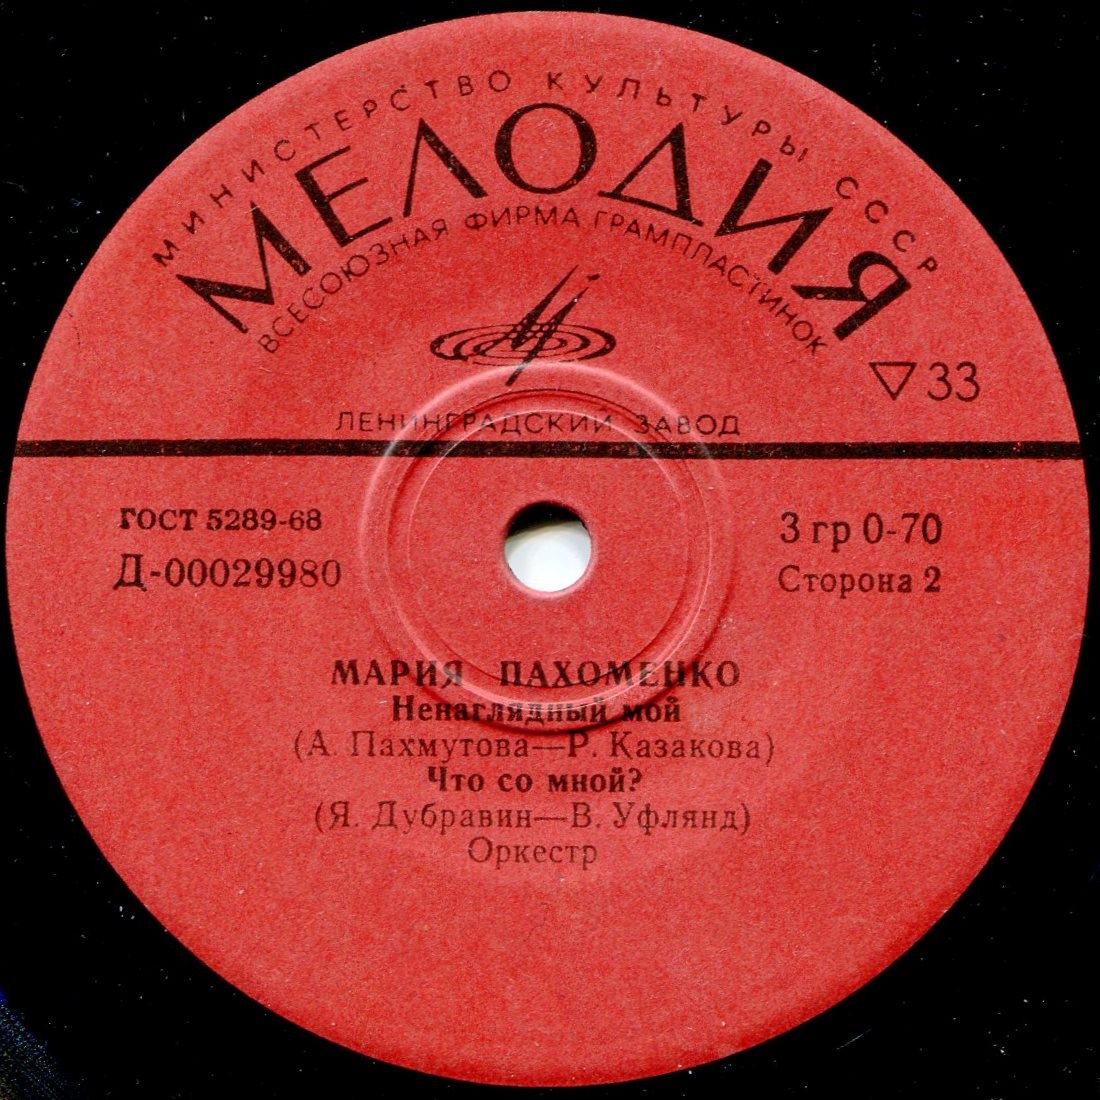 МИНИСТЕРСТВО КУЛЬТУРЫ СССР
МЕЛОДИЯ
ВСЕСОЮЗНАЯ ФИРМА ГРАМПЛАСТИНОК
▽33
ЛЕНИНГРАДСКИЙ ЗАВОД
ГОСТ 5289-68
Д-00029980
3 гр 0-70
Сторона 2
МАРИЯ ПАХОМЕНКО
Ненаглядный мой
(А. Пахмутова—Р. Казакова)
Что со мной?
(Я. Дубравин—В. Уфлянд)
Оркестр